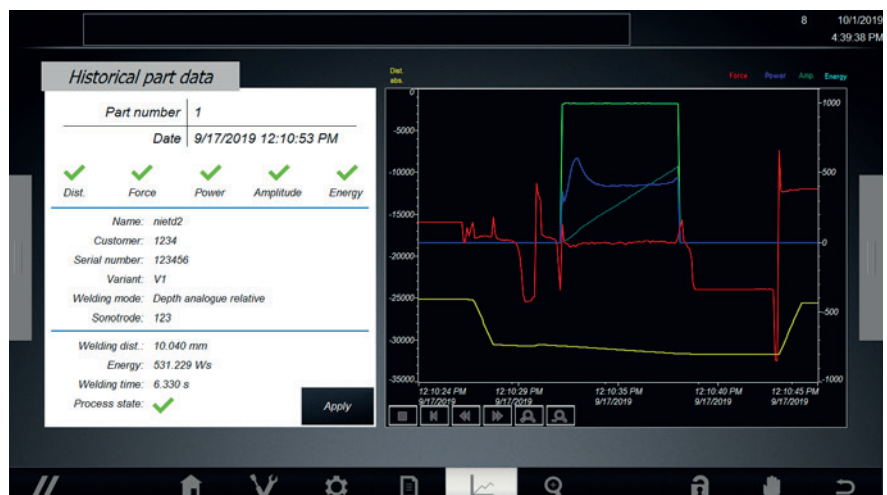 8 10/1/2019
4:39:38 PM
Historical part data
Part number 1
Date 9/17/2019 12:10:53 PM
Dist. Force Power Amplitude Energy
Name: nietd2
Customer: 1234
Serial number: 123456
Variant: V1
Welding mode: Depth analogue relative
Sonotrode: 123
Welding dist.: 10.040 mm
Energy: 531.229 Ws
Welding time: 6.330 s
Process state:
Apply
Dist.
abs.
Force Power Amp. Energy
0
-5000
-10000
-15000
-20000
-25000
-30000
-35000
1000
500
0
-500
-1000
12:10:24 PM 12:10:29 PM 12:10:35 PM 12:10:40 PM 12:10:45 PM
9/17/2019 9/17/2019 9/17/2019 9/17/2019 9/17/2019